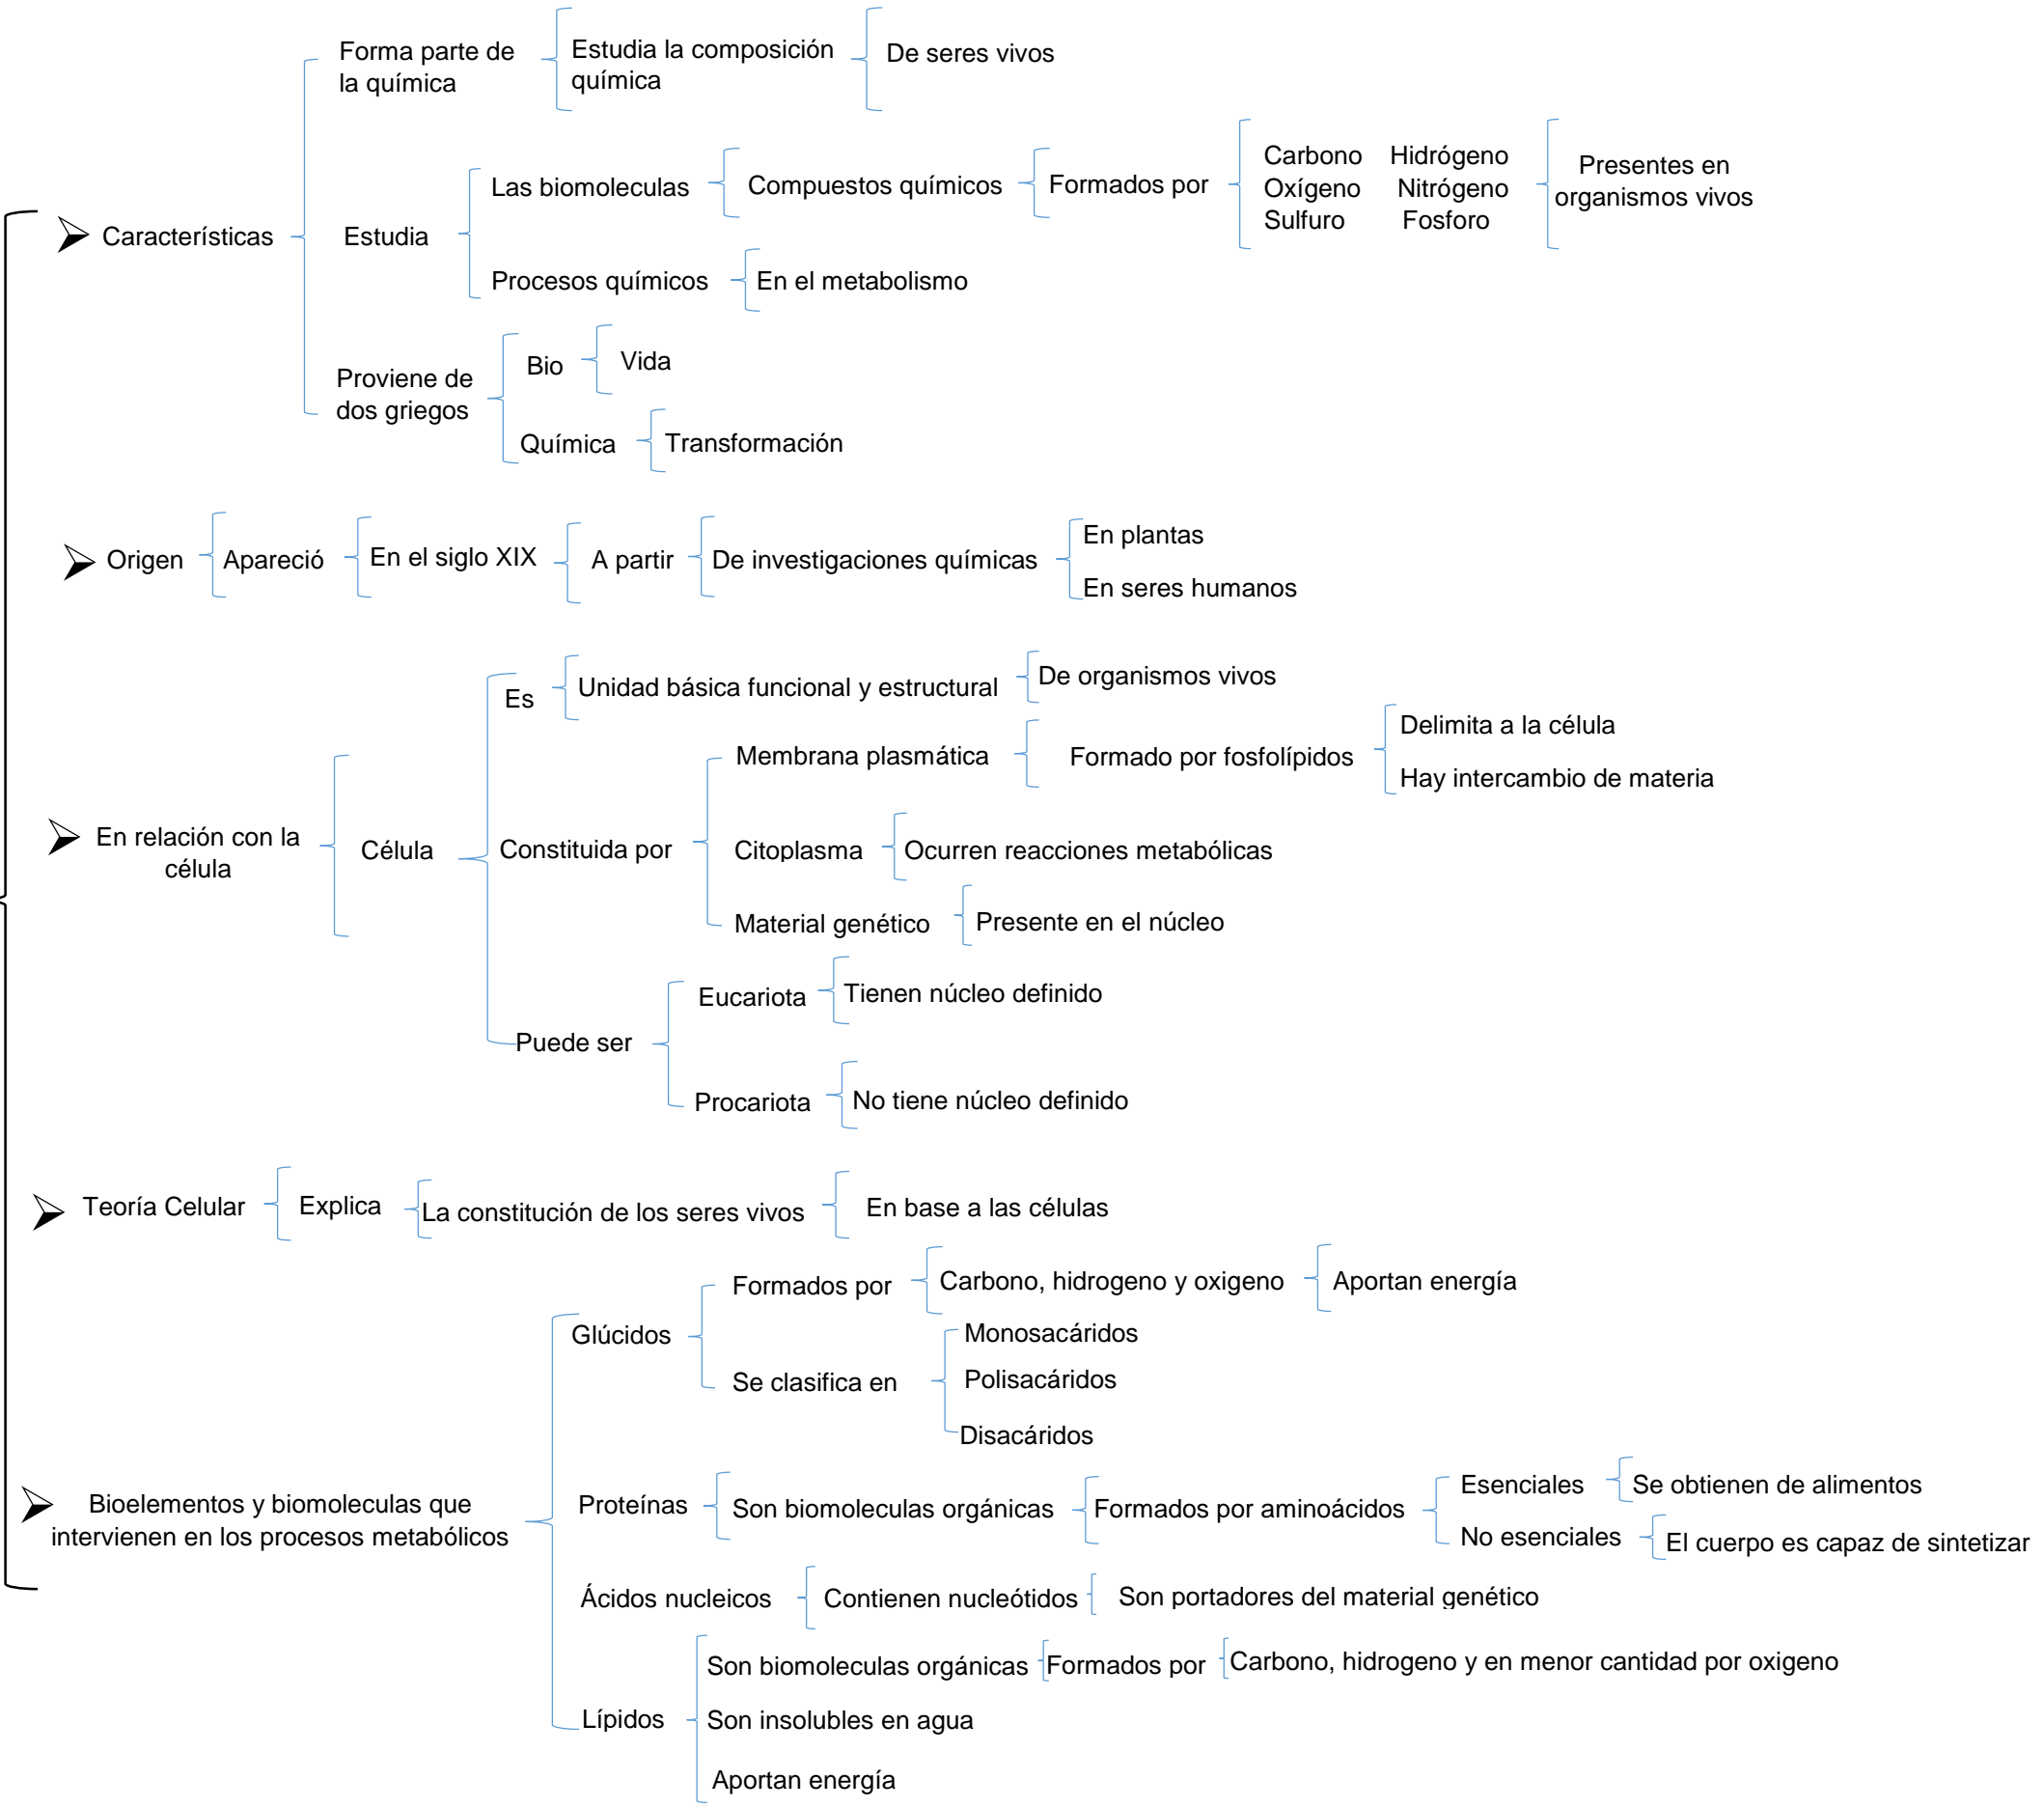 Forma parte de
la química
Estudia la composición
química
De seres vivos
Características
Estudia
Las biomoleculas
Compuestos químicos
Formados por
Carbono Hidrógeno
Oxígeno Nitrógeno
Sulfuro Fosforo
Presentes en
organismos vivos
Procesos químicos
En el metabolismo
Proviene de
dos griegos
Bio
Vida
Química
Transformación
Origen
Apareció
En el siglo XIX
A partir
De investigaciones químicas
En plantas
En seres humanos
En relación con la
célula
Célula
Es
Unidad básica funcional y estructural
De organismos vivos
Constituida por
Membrana plasmática
Formado por fosfolípidos
Delimita a la célula
Hay intercambio de materia
Citoplasma
Ocurren reacciones metabólicas
Material genético
Presente en el núcleo
Puede ser
Eucariota
Tienen núcleo definido
Procariota
No tiene núcleo definido
Teoría Celular
Explica
La constitución de los seres vivos
En base a las células
Bioelementos y biomoleculas que
intervienen en los procesos metabólicos
Glúcidos
Formados por
Carbono, hidrogeno y oxigeno
Aportan energía
Se clasifica en
Monosacáridos
Polisacáridos
Disacáridos
Proteínas
Son biomoleculas orgánicas
Formados por aminoácidos
Esenciales
Se obtienen de alimentos
No esenciales
El cuerpo es capaz de sintetizar
Ácidos nucleicos
Contienen nucleótidos
Son portadores del material genético
Lípidos
Son biomoleculas orgánicas
Formados por
Carbono, hidrogeno y en menor cantidad por oxigeno
Son insolubles en agua
Aportan energía